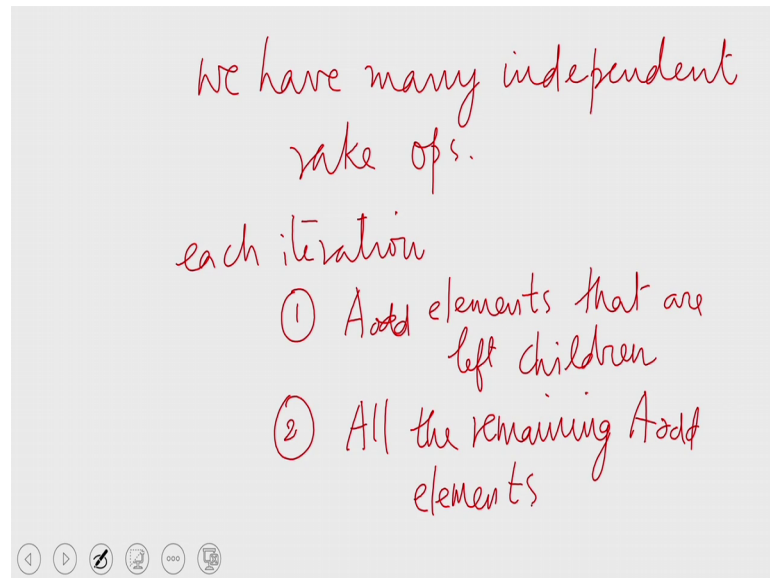 we have many independent
rake ops.
each iteration
① Aodd elements that are
left children
② All the remaining Aodd
elements